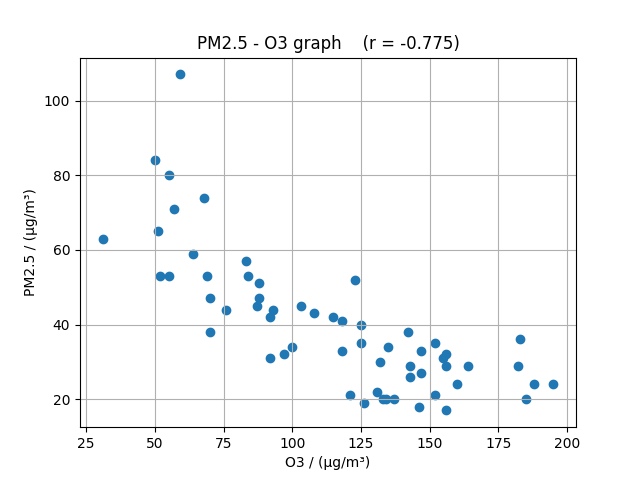 PM2.5 - O3 graph    (r = -0.775)
100
80
60
40
20
PM2.5 / (μg/m³)
25 50 75 100 125 150 175 200
O3 / (μg/m³)